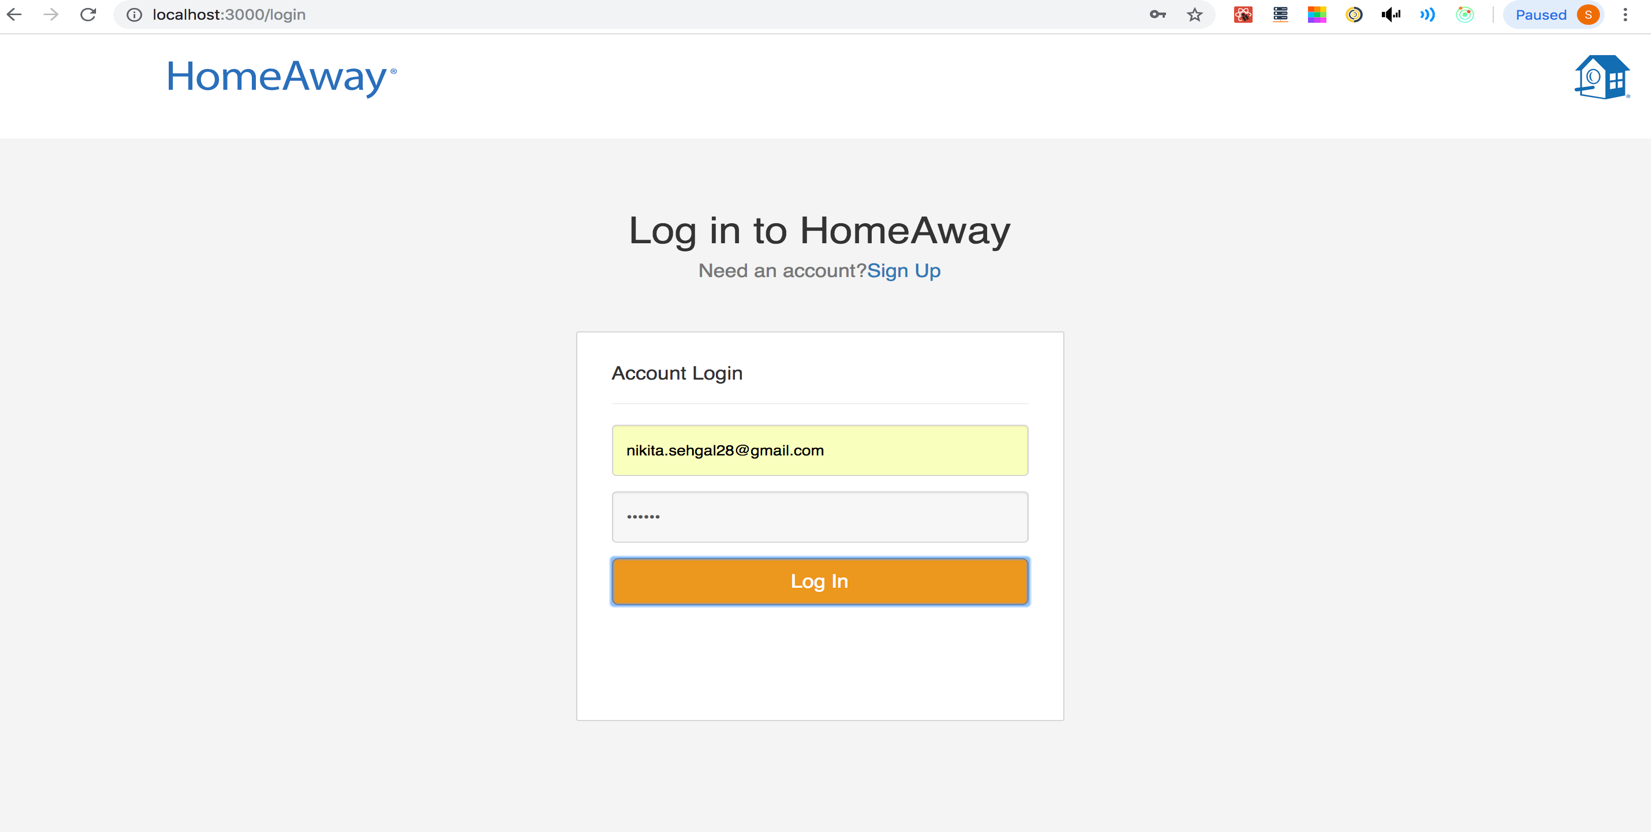 localhost:3000/login
Paused S
HomeAway®
Log in to HomeAway
Need an account?Sign Up
Account Login
nikita.sehgal28@gmail.com
••••••
Log In